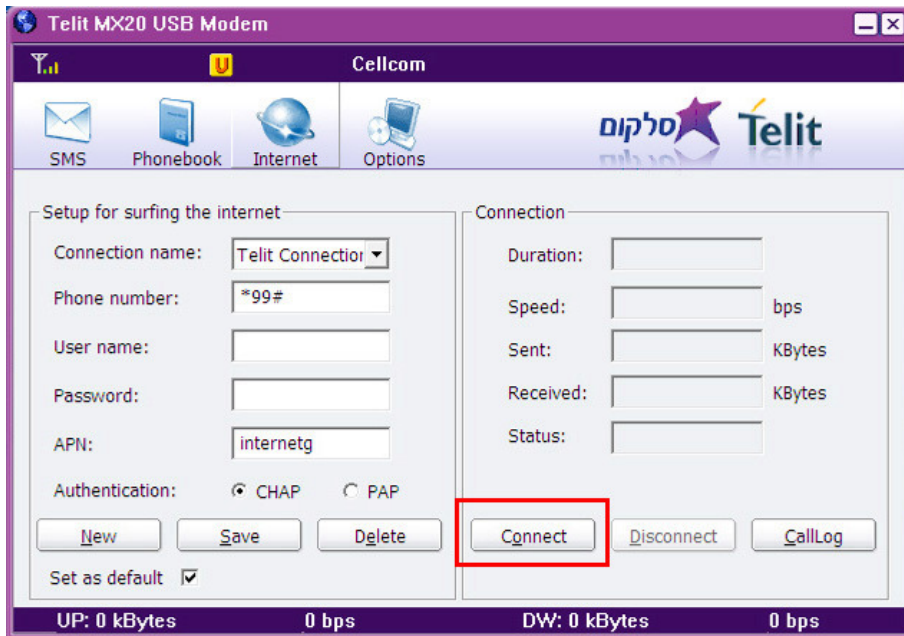 Telit MX20 USB Modem
U Cellcom
SMS Phonebook Internet Options
סלקום Telit
Setup for surfing the internet
Connection name: Telit Connection
Phone number: *99#
User name:
Password:
APN: internetg
Authentication: CHAP PAP
New Save Delete
Set as default
Connection
Duration:
Speed: bps
Sent: KBytes
Received: KBytes
Status:
Connect Disconnect CallLog
UP: 0 kBytes 0 bps DW: 0 kBytes 0 bps